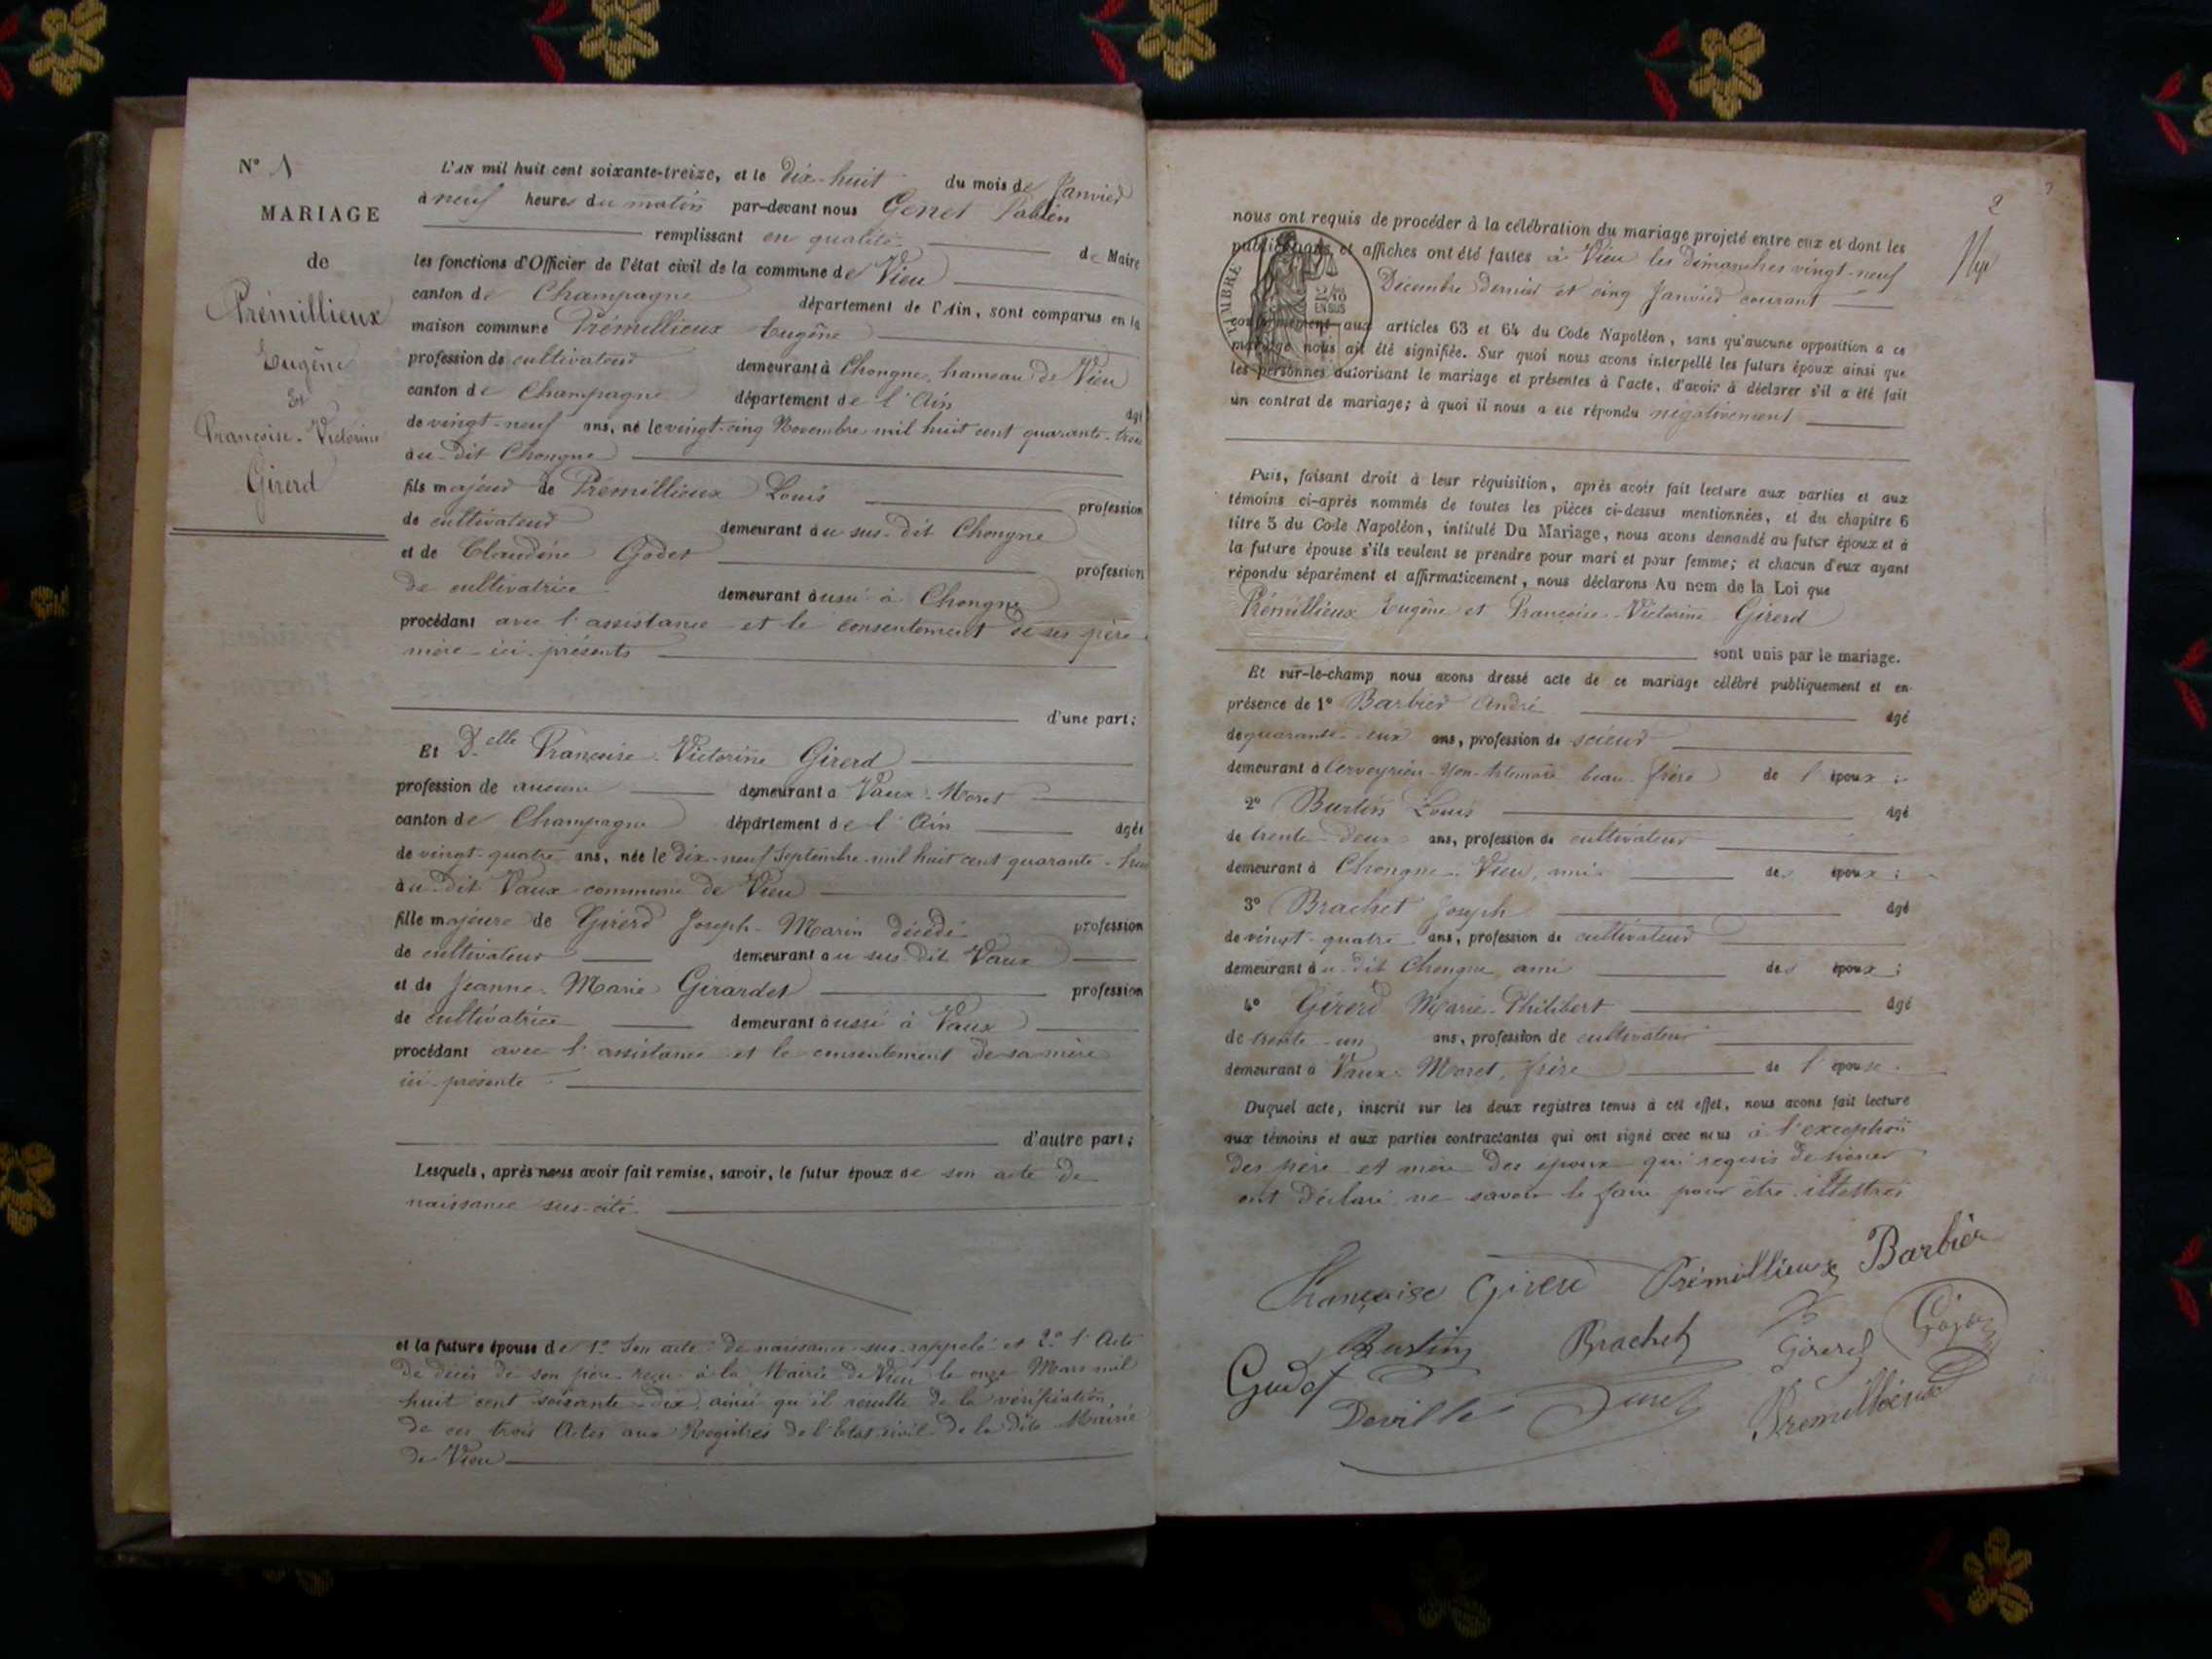 N° 1
MARIAGE
de
Prémillieux
Eugène
Et
Françoise-Victorine
Girerd
L'AN mil huit cent soixante-treize, et le dix-huit du mois de Janvier
à neuf heures du matin par-devant nous Genet
remplissant en qualité de Maire
les fonctions d'Officier de l'état civil de la commune de Vieu
canton de Champagne département de l'Ain, sont comparus en la
maison commune Prémillieux Eugène
profession de cultivateur demeurant à Chongne, hameau de Vieu
canton de Champagne département de l'Ain âgé
de vingt-neuf ans, né le vingt-cinq Novembre mil huit cent quarante-trois
au-dit Chongne
fils majeur de Prémillieux Louis profession
de cultivateur demeurant au sus-dit Chongne
et de Claudine Godet profession
de cultivatrice demeurant aussi à Chongne
procédant avec l'assistance et le consentement de ses père
mère ici présents
d'une part;
Et D.elle Françoise-Victorine Girerd
profession de aucune demeurant à Vaux-Moret
canton de Champagne département de l'Ain âgée
de vingt-quatre ans, née le dix-neuf Septembre mil huit cent quarante-huit
au-dit Vaux commune de Vieu
fille majeure de Girerd Joseph-Marin décédé profession
de cultivateur demeurant au sus-dit Vaux
et de Jeanne-Marie Girardet profession
de cultivatrice demeurant aussi à Vaux
procédant avec l'assistance et le consentement de sa mère
ici présente
d'autre part;
Lesquels, après nous avoir fait remise, savoir, le futur époux de son acte de
naissance sus-cité.
et la future épouse de 1° Son acte de naissance sus-rappelé et 2° l'Acte
de décès de son père reçu à la Mairie de Vieu le onze Mars mil
huit cent soixante-dix, ainsi qu'il résulte de la vérification,
de ces trois Actes aux Registres de l'Etat-civil de la dite Mairie
de Vieu
2
nous ont requis de procéder à la célébration du mariage projeté entre eux et dont les
publications et affiches ont été faites à Vieu les dimanches vingt-neuf
Décembre dernier et cinq Janvier courant
TIMBRE
2/10
EN SUS
conformément aux articles 63 et 64 du Code Napoléon, sans qu'aucune opposition a ce
mariage nous ait été signifiée. Sur quoi nous avons interpellé les futurs époux ainsi que
les personnes autorisant le mariage et présentes à l'acte, d'avoir à déclarer s'il a été fait
un contrat de mariage; à quoi il nous a été répondu négativement
Puis, faisant droit à leur réquisition, après avoir fait lecture aux parties et aux
témoins ci-après nommés de toutes les pièces ci-dessus mentionnées, et du chapitre 6
titre 5 du Code Napoléon, intitulé Du Mariage, nous avons demandé au futur époux et à
la future épouse s'ils veulent se prendre pour mari et pour femme; et chacun d'eux ayant
répondu séparément et affirmativement, nous déclarons Au nom de la Loi que
Prémillieux Eugène et Françoise-Victorine Girerd
sont unis par le mariage.
Et sur-le-champ nous avons dressé acte de ce mariage célébré publiquement et en
présence de 1° Barbier André âgé
de quarante-deux ans, profession de scieur
demeurant à Cerveyrieu-Yon-Artemare beau-frère de l'époux;
2° Burtin Louis âgé
de trente-deux ans, profession de cultivateur
demeurant à Chongne-Vieu, ami des époux;
3° Brachet Joseph âgé
de vingt-quatre ans, profession de cultivateur
demeurant au-dit Chongne ami des époux;
4° Girerd Marie-Philibert âgé
de trente-un ans, profession de cultivateur
demeurant à Vaux-Moret, frère de l'épouse.
Duquel acte, inscrit sur les deux registres tenus à cet effet, nous avons fait lecture
aux témoins et aux parties contractantes qui ont signé avec nous à l'exception
des père et mère des époux qui requis de signer
ont déclaré ne savoir le faire pour être illettrés
Françoise Girerd Prémillieux Barbier
Burtin Brachet Girerd
Deville Genet Prémillieux